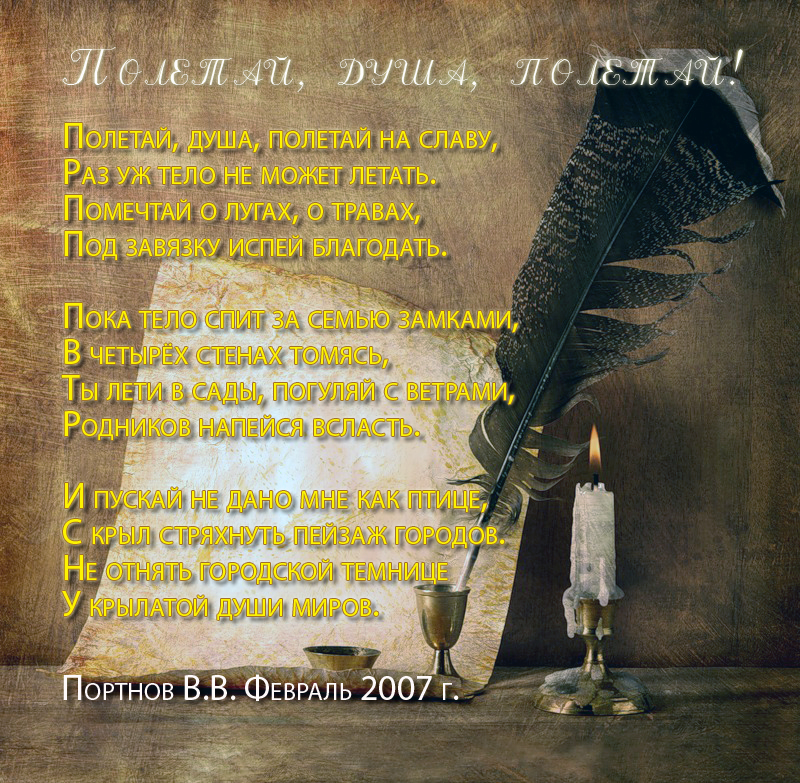 Полетай, душа, полетай!
Полетай, душа, полетай на славу,
Раз уж тело не может летать.
Помечтай о лугах, о травах,
Под завязку испей благодать.
Пока тело спит за семью замками,
В четырёх стенах томясь,
Ты лети в сады, погуляй с ветрами,
Родников напейся всласть.
И пускай не дано мне как птице,
С крыл стряхнуть пейзаж городов.
Не отнять городской темнице
У крылатой души миров.
Портнов В.В. Февраль 2007 г.